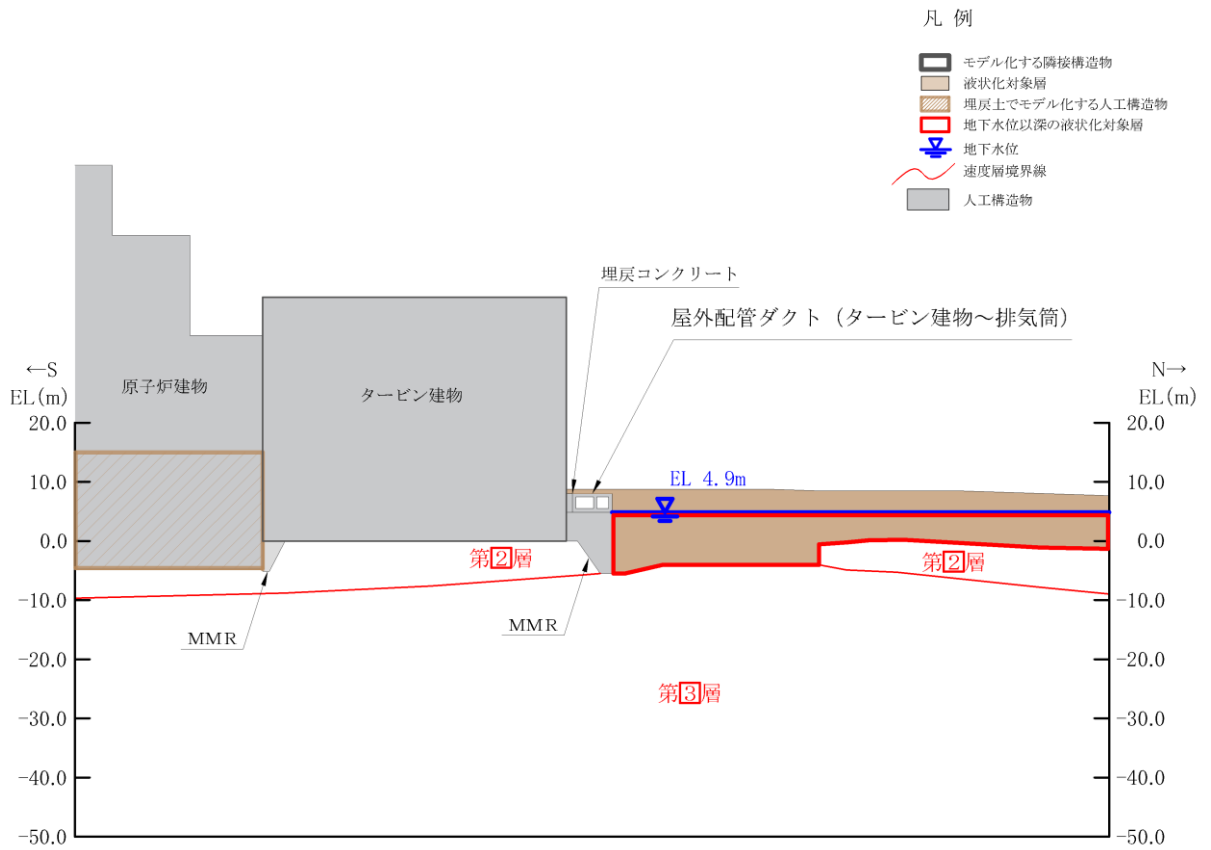 凡 例
モデル化する隣接構造物
液状化対象層
埋戻土でモデル化する人工構造物
地下水位以深の液状化対象層
地下水位
速度層境界線
人工構造物
埋戻コンクリート
屋外配管ダクト（タービン建物～排気筒）
←S
EL(m)
N→
EL(m)
原子炉建物
タービン建物
20.0
10.0
0.0
-10.0
-20.0
-30.0
-40.0
-50.0
EL 4.9m
第2層
第2層
MMR
MMR
第3層
20.0
10.0
0.0
-10.0
-20.0
-30.0
-40.0
-50.0